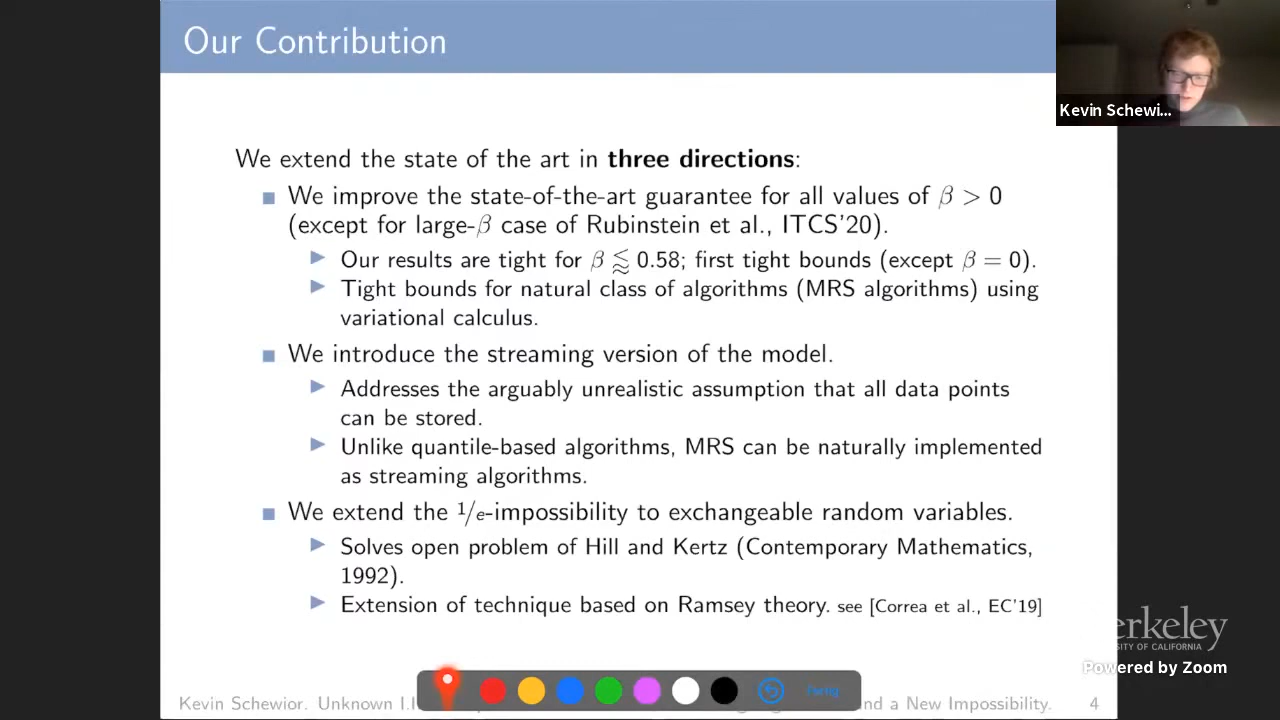 Our Contribution
Kevin Schewi...
We extend the state of the art in three directions:
We improve the state-of-the-art guarantee for all values of β > 0
(except for large-β case of Rubinstein et al., ITCS'20).
Our results are tight for β ⪅ 0.58; first tight bounds (except β = 0).
Tight bounds for natural class of algorithms (MRS algorithms) using
variational calculus.
We introduce the streaming version of the model.
Addresses the arguably unrealistic assumption that all data points
can be stored.
Unlike quantile-based algorithms, MRS can be naturally implemented
as streaming algorithms.
We extend the 1/e-impossibility to exchangeable random variables.
Solves open problem of Hill and Kertz (Contemporary Mathematics,
1992).
Extension of technique based on Ramsey theory. see [Correa et al., EC'19]
erkeley
SITY OF CALIFORNIA
Powered by Zoom
Kevin Schewior. Unknown I.I. nd a New Impossibility. 4